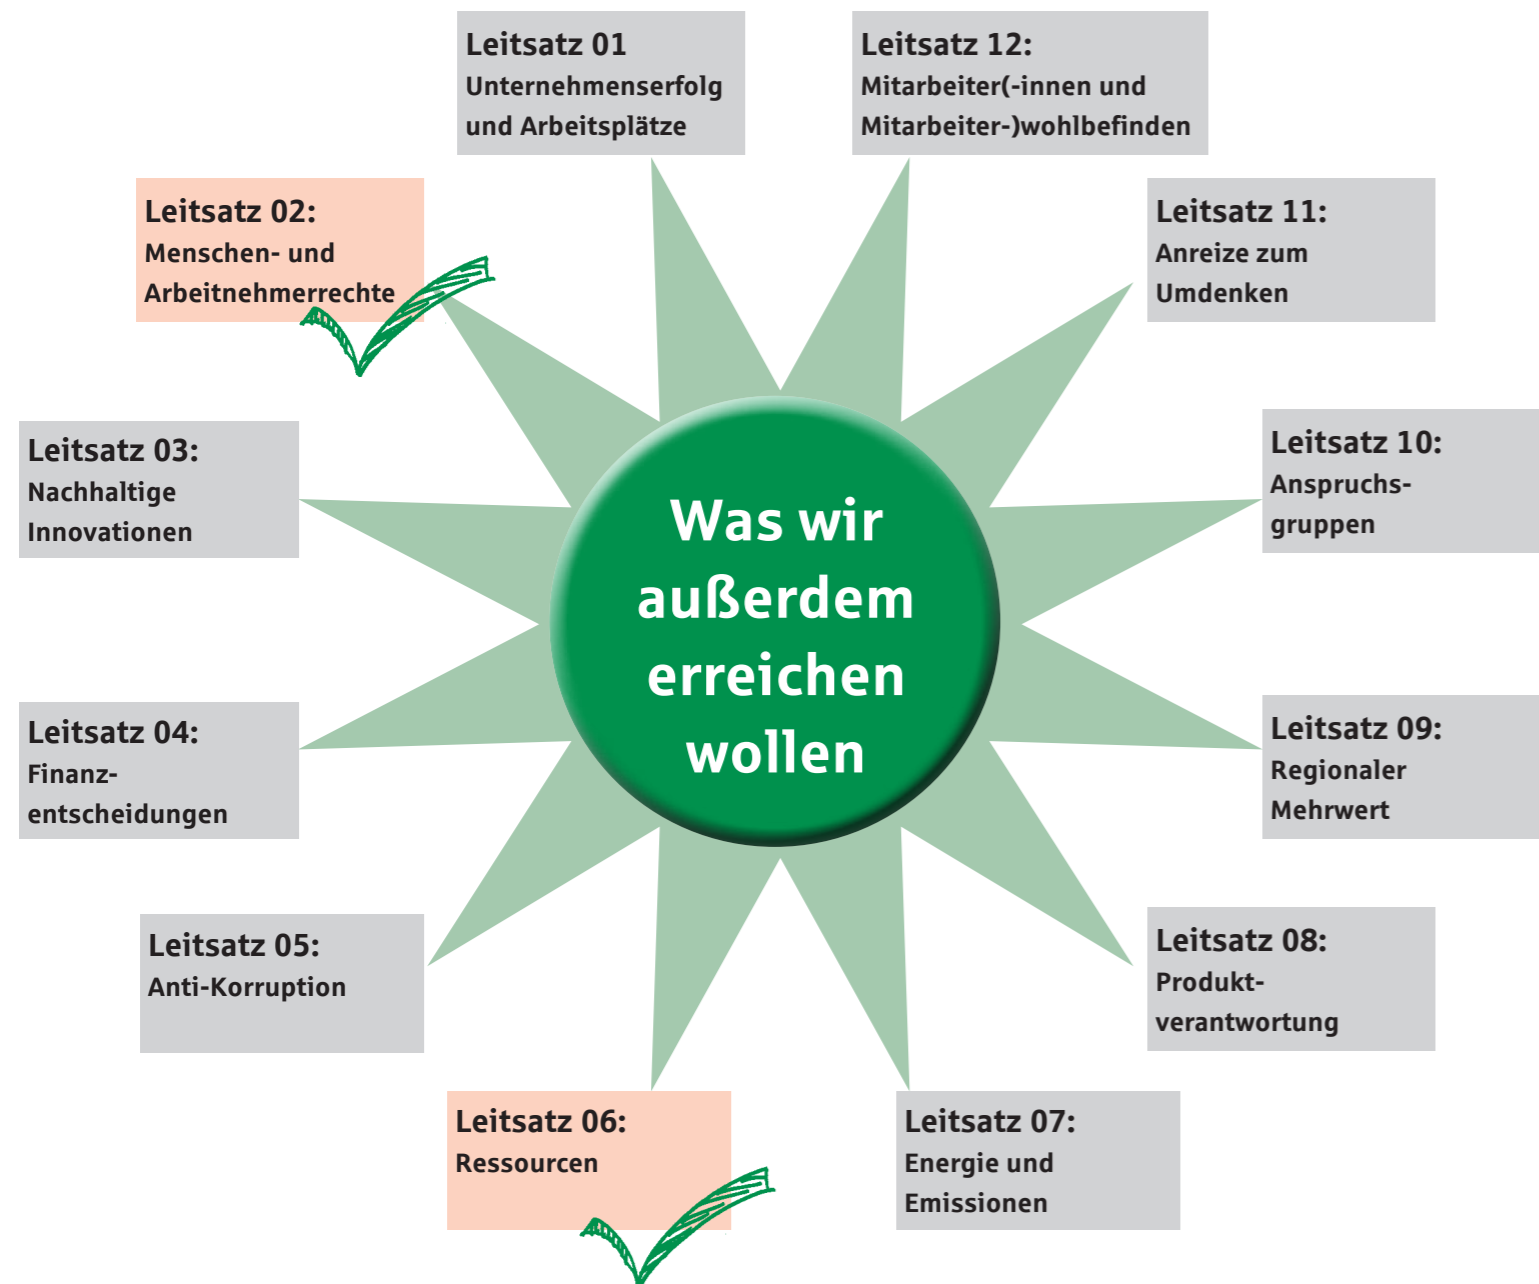 Leitsatz 01
Unternehmenserfolg
und Arbeitsplätze
Leitsatz 12:
Mitarbeiter(-innen und
Mitarbeiter-)wohlbefinden
Leitsatz 02:
Menschen- und
Arbeitnehmerrechte
Leitsatz 11:
Anreize zum
Umdenken
Leitsatz 03:
Nachhaltige
Innovationen
Leitsatz 10:
Anspruchs-
gruppen
Was wir
außerdem
erreichen
wollen
Leitsatz 04:
Finanz-
entscheidungen
Leitsatz 09:
Regionaler
Mehrwert
Leitsatz 05:
Anti-Korruption
Leitsatz 08:
Produkt-
verantwortung
Leitsatz 06:
Ressourcen
Leitsatz 07:
Energie und
Emissionen